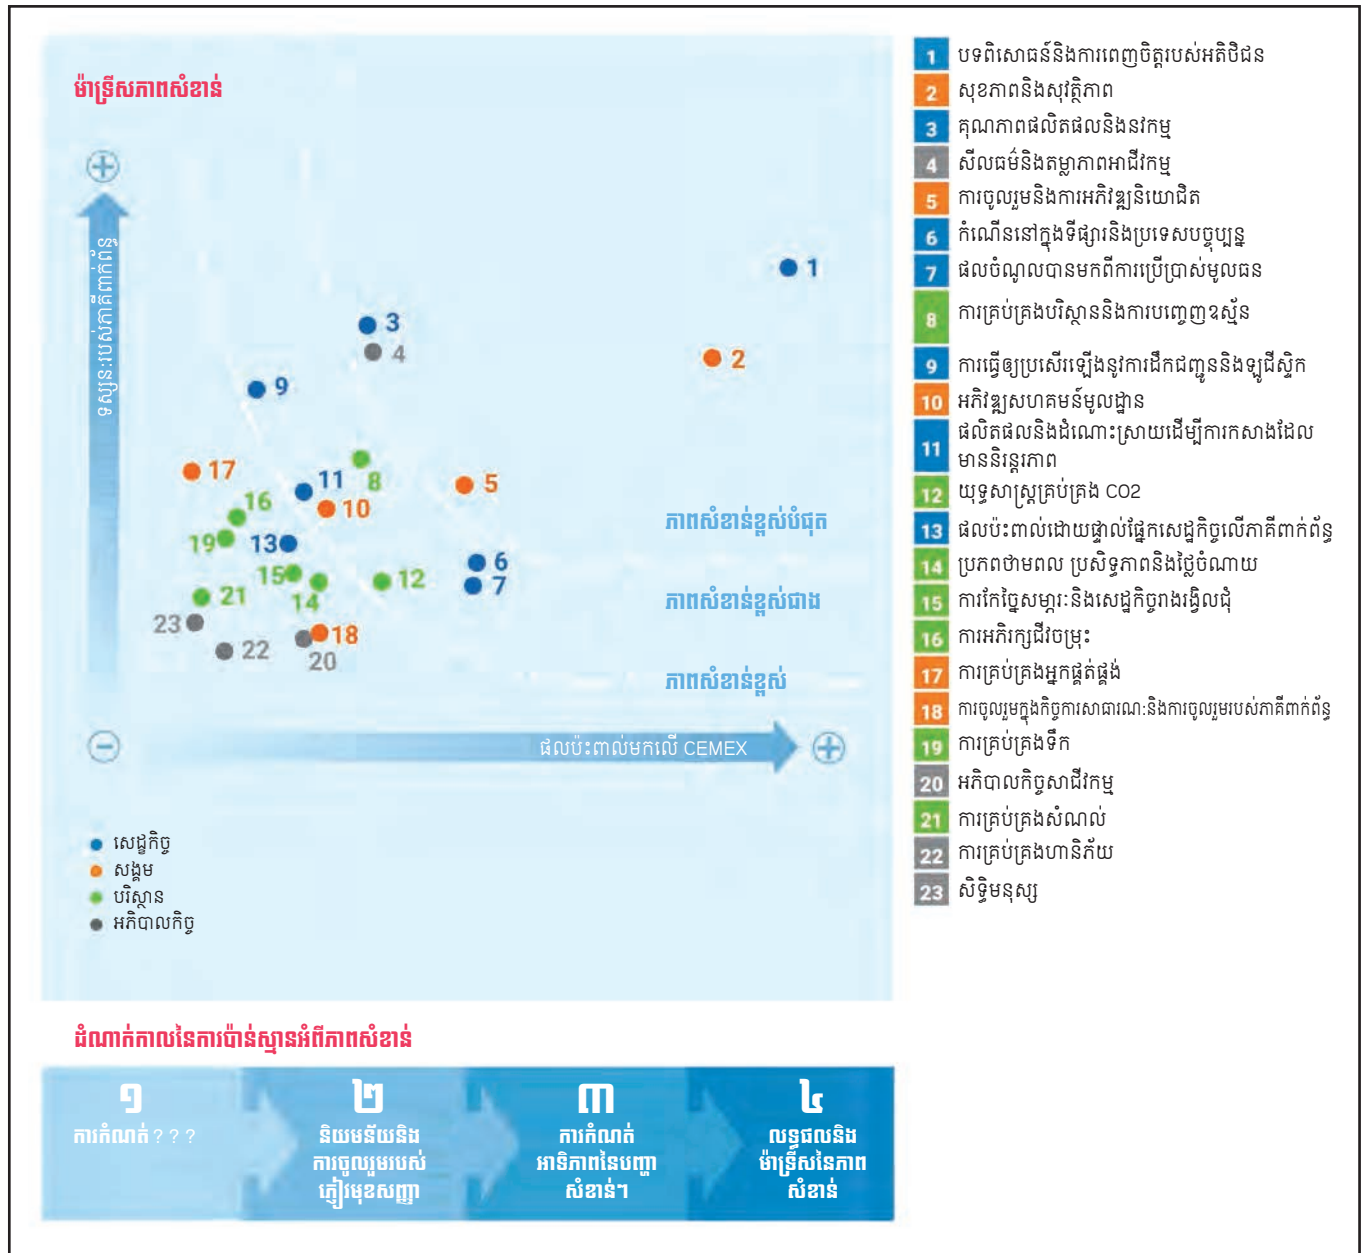 ម៉ាទ្រីសភាពសំខាន់
ទស្សនៈរបស់ភាគីពាក់ព័ន្ធ
1
3
4
2
9
17
16
11
8
10
5
19
13
15
14
12
6
7
21
23
22
18
20
ភាពសំខាន់ខ្ពស់បំផុត
ភាពសំខាន់ខ្ពស់ជាង
ភាពសំខាន់ខ្ពស់
ផលប៉ះពាល់មកលើ CEMEX
សេដ្ឋកិច្ច
សង្គម
បរិស្ថាន
អភិបាលកិច្ច
1 បទពិសោធន៍និងការពេញចិត្តរបស់អតិថិជន
2 សុខភាពនិងសុវត្ថិភាព
3 គុណភាពផលិតផលនិងនវកម្ម
4 សីលធម៌និងតម្លាភាពអាជីវកម្ម
5 ការចូលរួមនិងការអភិវឌ្ឍនិយោជិត
6 កំណើននៅក្នុងទីផ្សារនិងប្រទេសបច្ចុប្បន្ន
7 ផលចំណូលបានមកពីការប្រើប្រាស់មូលធន
8 ការគ្រប់គ្រងបរិស្ថាននិងការបញ្ចេញឧស្ម័ន
9 ការធ្វើឲ្យប្រសើរឡើងនូវការដឹកជញ្ជូននិងឡូជីស្ទិក
10 អភិវឌ្ឍសហគមន៍មូលដ្ឋាន
11 ផលិតផលនិងដំណោះស្រាយដើម្បីការកសាងដែល
មាននិរន្តរភាព
12 យុទ្ធសាស្ត្រគ្រប់គ្រង CO2
13 ផលប៉ះពាល់ដោយផ្ទាល់ផ្នែកសេដ្ឋកិច្ចលើភាគីពាក់ព័ន្ធ
14 ប្រភពថាមពល ប្រសិទ្ធភាពនិងថ្លៃចំណាយ
15 ការកែច្នៃសម្ភារៈនិងសេដ្ឋកិច្ចរាងរង្វិលជុំ
16 ការអភិរក្សជីវចម្រុះ
17 ការគ្រប់គ្រងអ្នកផ្គត់ផ្គង់
18 ការចូលរួមក្នុងកិច្ចការសាធារណៈនិងការចូលរួមរបស់ភាគីពាក់ព័ន្ធ
19 ការគ្រប់គ្រងទឹក
20 អភិបាលកិច្ចសាជីវកម្ម
21 ការគ្រប់គ្រងសំណល់
22 ការគ្រប់គ្រងហានិភ័យ
23 សិទ្ធិមនុស្ស
ដំណាក់កាលនៃការប៉ាន់ស្មានអំពីភាពសំខាន់
១
ការកំណត់ ? ? ?
២
និយមន័យនិង
ការចូលរួមរបស់
ភ្ញៀវមុខសញ្ញា
៣
ការកំណត់
អាទិភាពនៃបញ្ហា
សំខាន់ៗ
៤
លទ្ធផលនិង
ម៉ាទ្រីសនៃភាព
សំខាន់